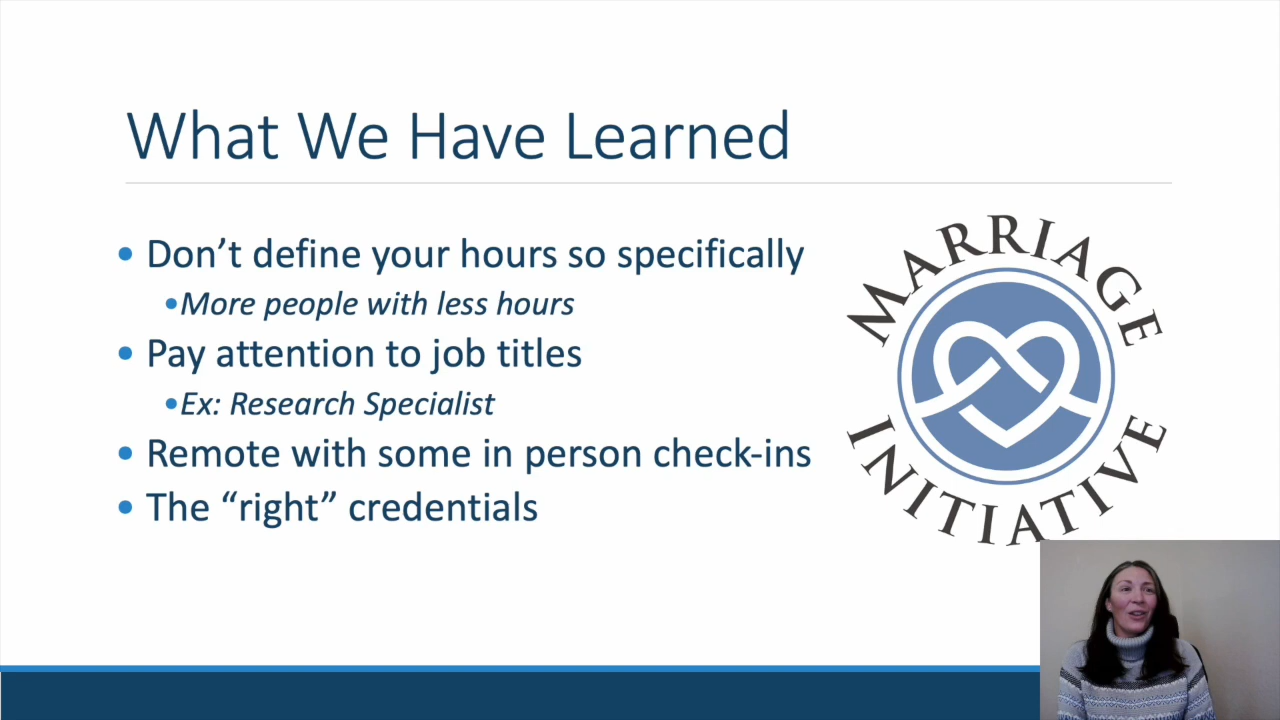 What We Have Learned
• Don’t define your hours so specifically
•More people with less hours
• Pay attention to job titles
•Ex: Research Specialist
• Remote with some in person check-ins
• The “right” credentials
MARRIAGE
INITIATIVE